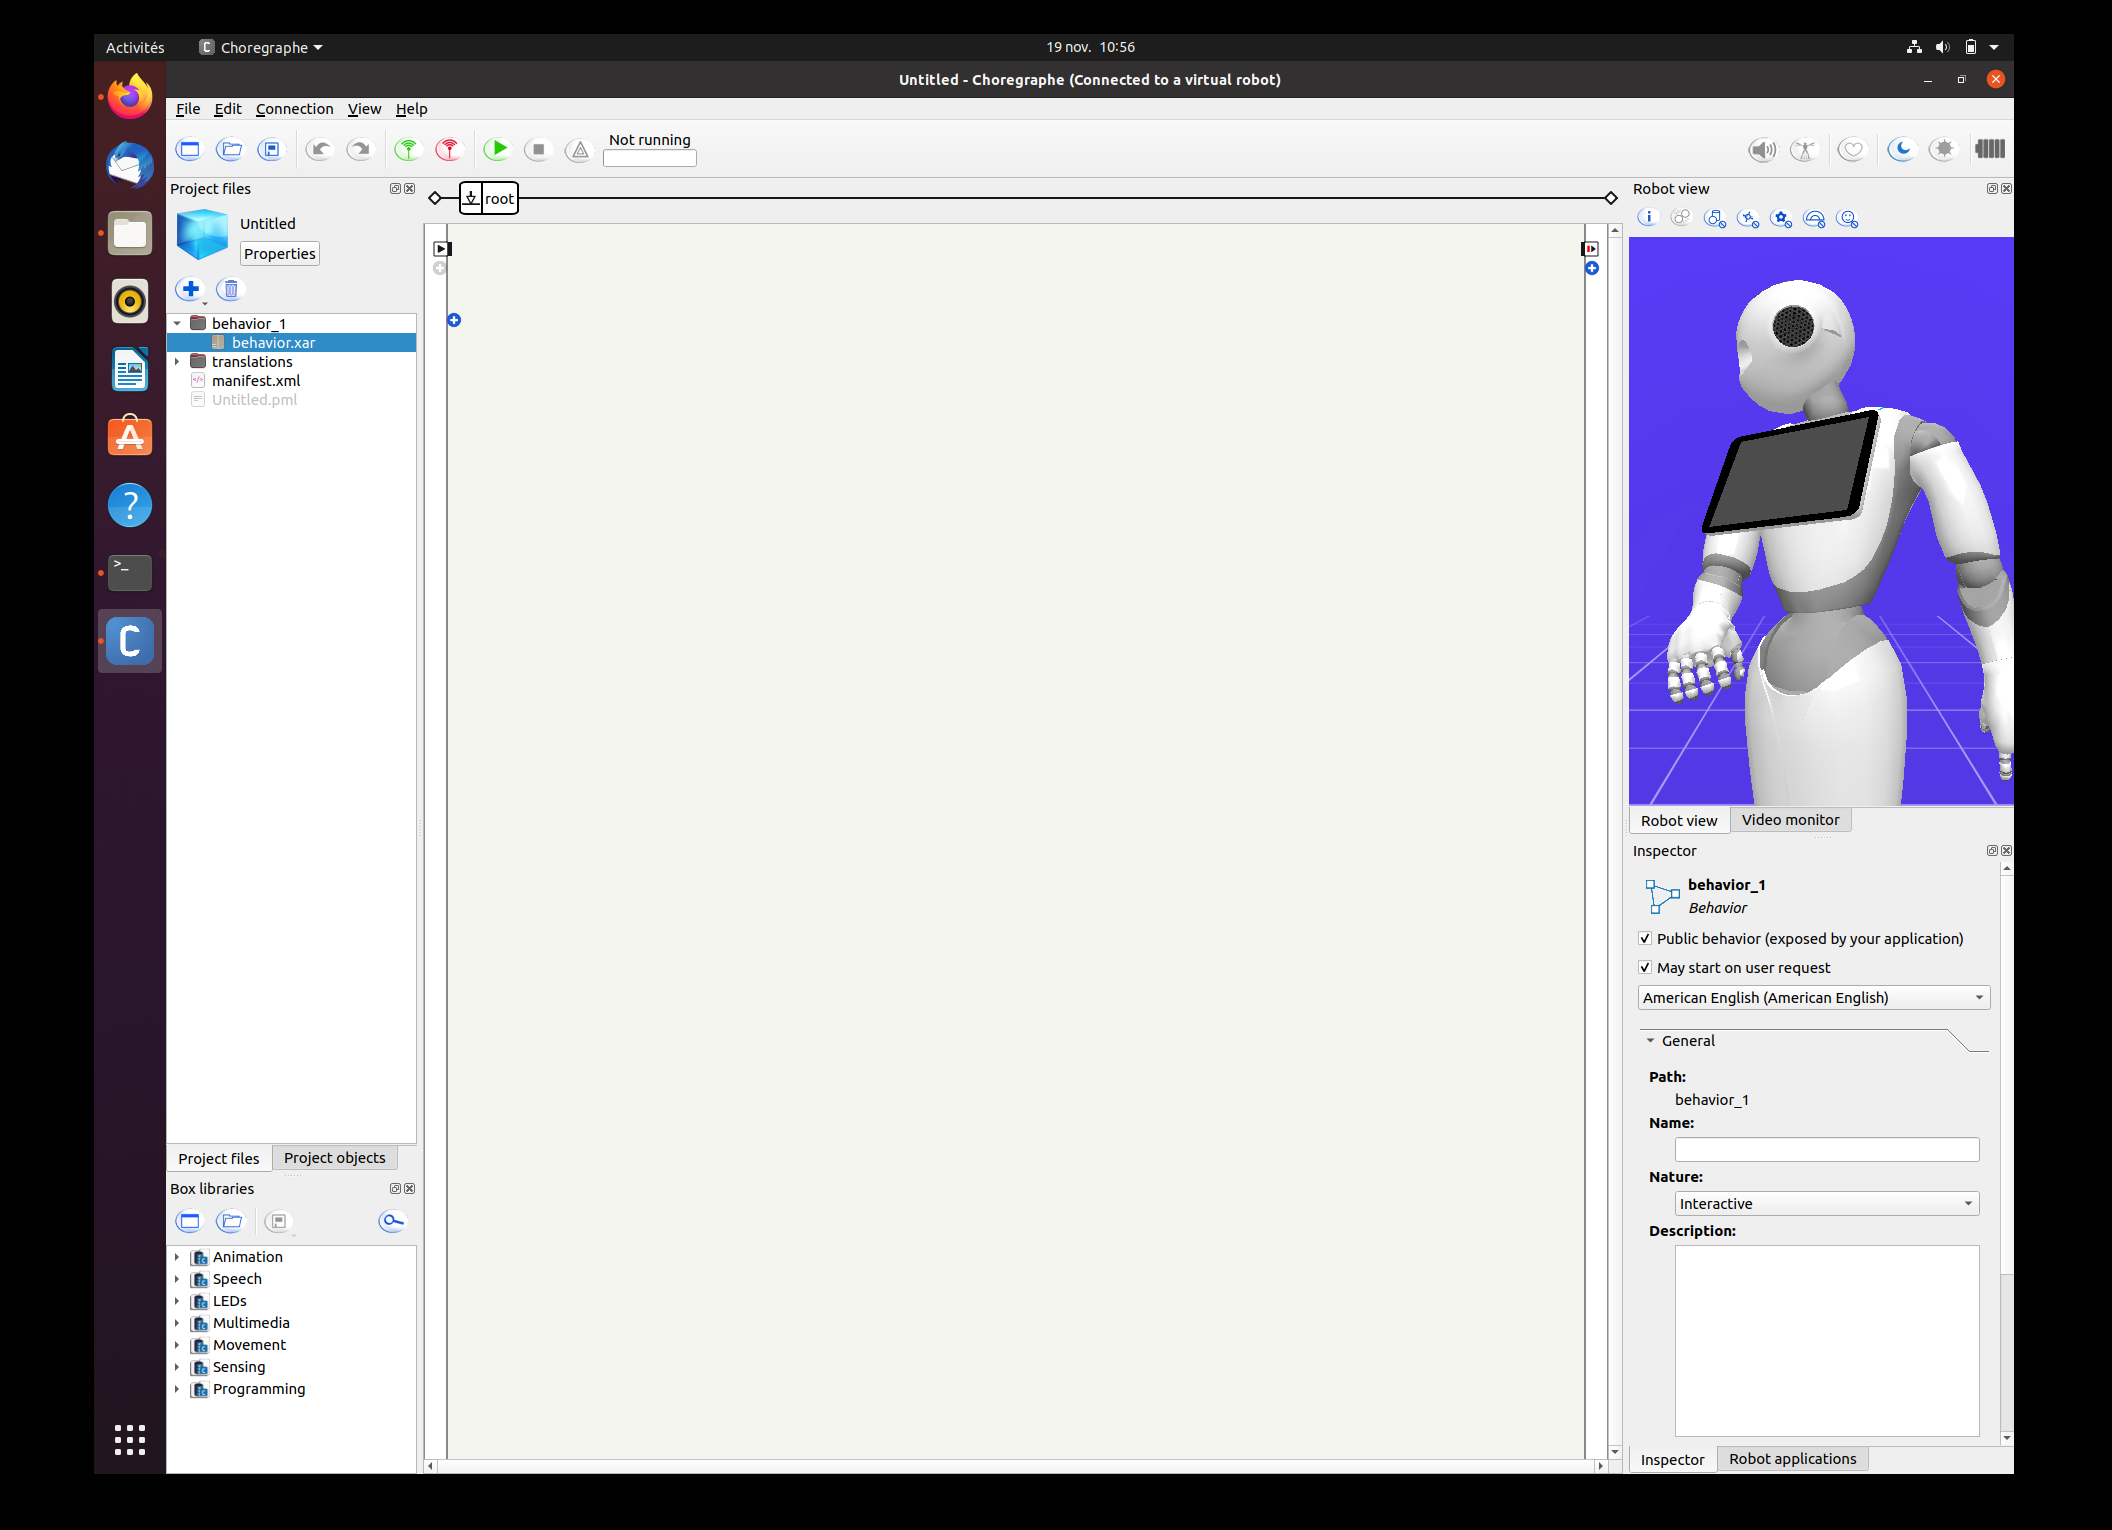 Activités
Choregraphe
19 nov. 10:56
Untitled - Choregraphe (Connected to a virtual robot)
File Edit Connection View Help
Not running
Project files
Untitled
Properties
behavior_1
behavior.xar
translations
manifest.xml
Untitled.pml
Project files
Project objects
Box libraries
Animation
Speech
LEDs
Multimedia
Movement
Sensing
Programming
root
Robot view
Robot view
Video monitor
Inspector
behavior_1
Behavior
Public behavior (exposed by your application)
May start on user request
American English (American English)
General
Path:
behavior_1
Name:
Nature:
Interactive
Description:
Inspector
Robot applications